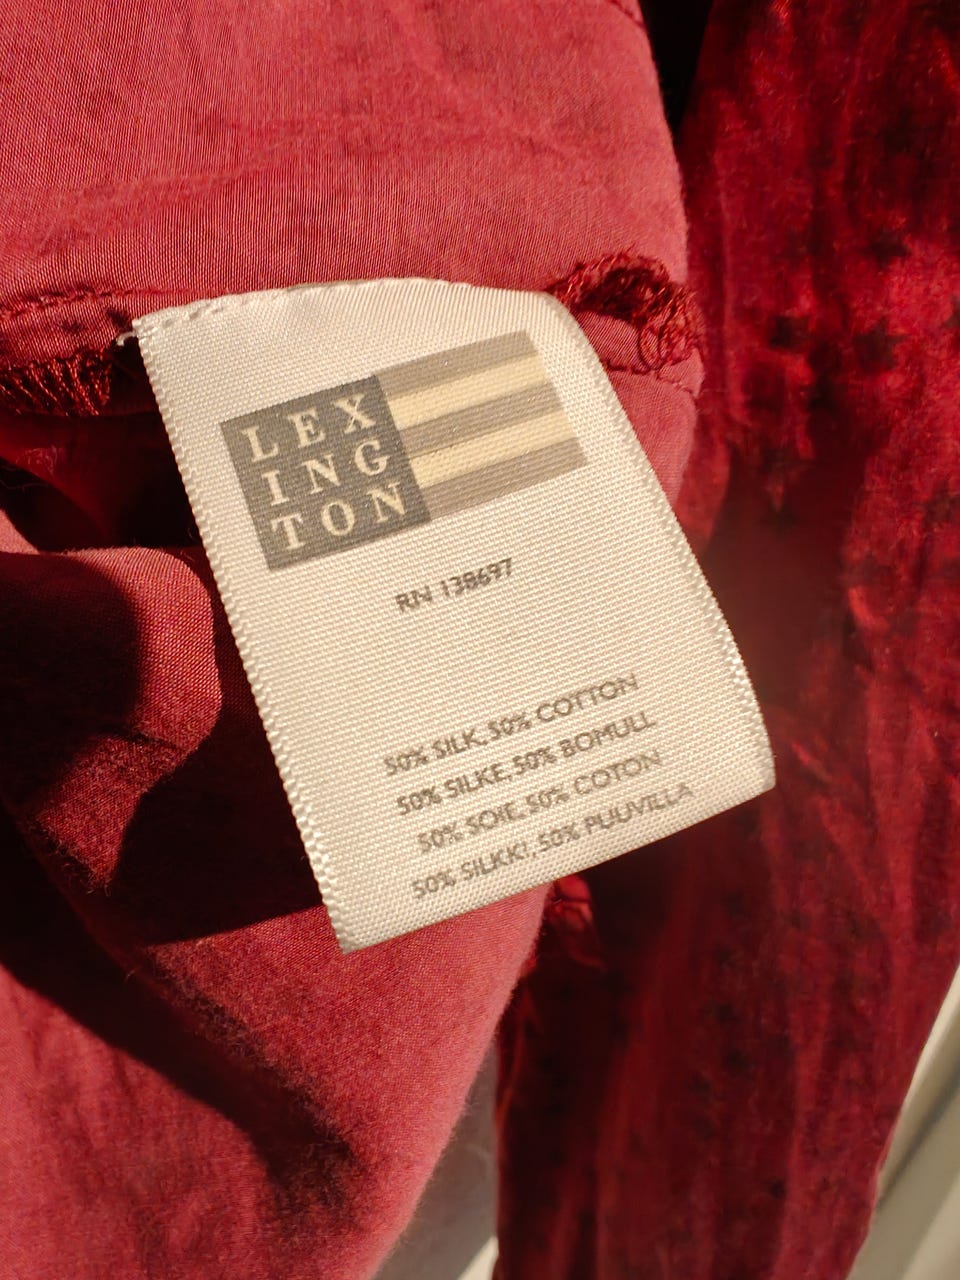 LEX
ING
TON
RN 138697
50% SILK, 50% COTTON
50% SILKE, 50% BOMULL
50% SOIE, 50% COTON
50% SILKKI, 50% PUUVILLA